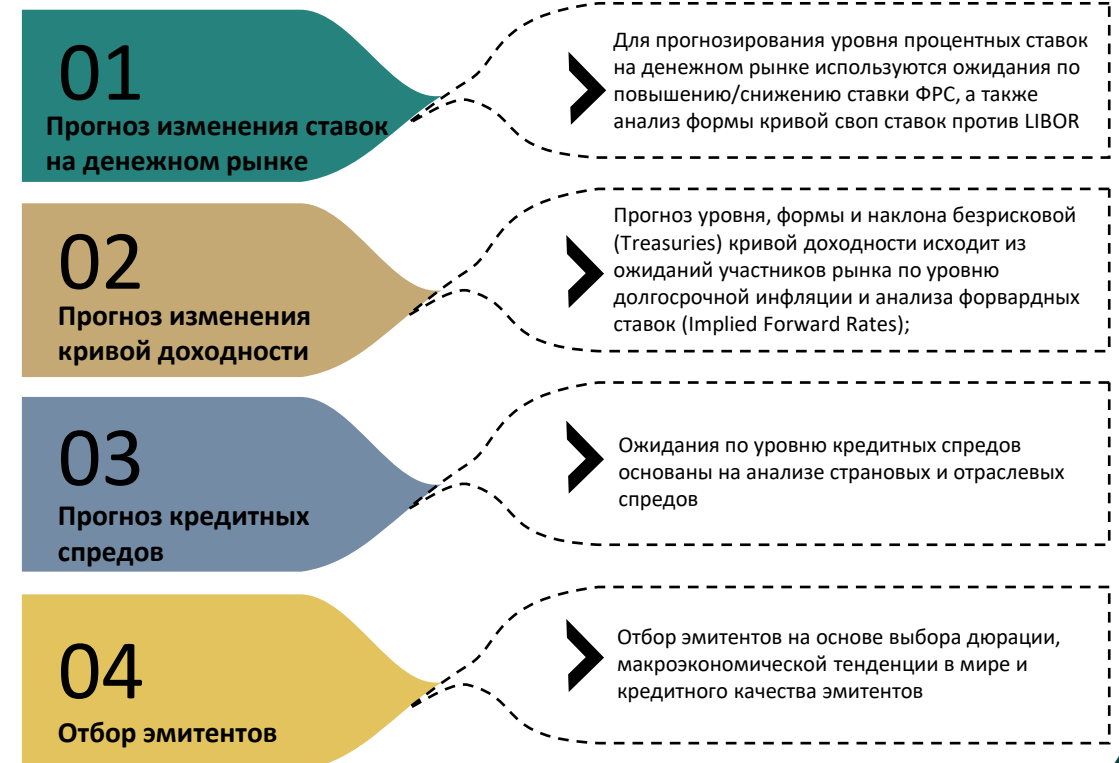 01
Прогноз изменения ставок
на денежном рынке
Для прогнозирования уровня процентных ставок
на денежном рынке используются ожидания по
повышению/снижению ставки ФРС, а также
анализ формы кривой своп ставок против LIBOR
02
Прогноз изменения
кривой доходности
Прогноз уровня, формы и наклона безрисковой
(Treasuries) кривой доходности исходит из
ожиданий участников рынка по уровню
долгосрочной инфляции и анализа форвардных
ставок (Implied Forward Rates);
03
Прогноз кредитных
спредов
Ожидания по уровню кредитных спредов
основаны на анализе страновых и отраслевых
спредов
04
Отбор эмитентов
Отбор эмитентов на основе выбора дюрации,
макроэкономической тенденции в мире и
кредитного качества эмитентов